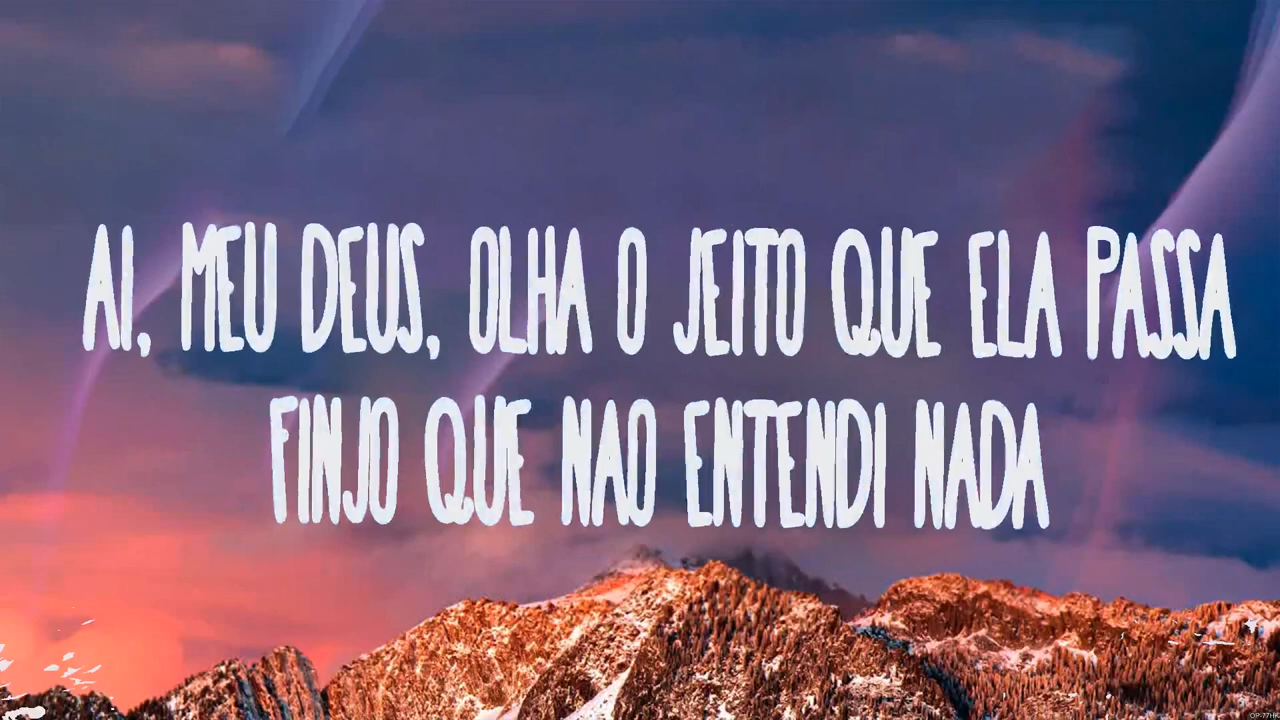 AI, MEU DEUS, OLHA O JEITO QUE ELA PASSA
FINJO QUE NAO ENTENDI NADA